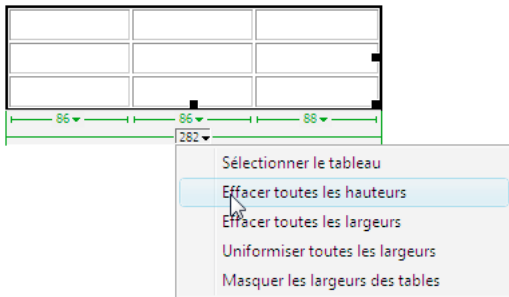 86 86 88
282
Sélectionner le tableau
Effacer toutes les hauteurs
Effacer toutes les largeurs
Uniformiser toutes les largeurs
Masquer les largeurs des tables